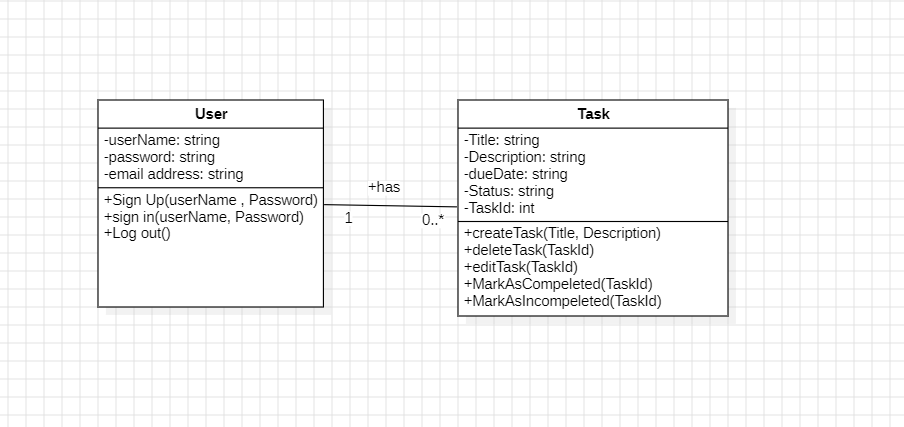 User
-userName: string
-password: string
-email address: string
+Sign Up(userName , Password)
+sign in(userName, Password)
+Log out()
+has
1
0..*
Task
-Title: string
-Description: string
-dueDate: string
-Status: string
-TaskId: int
+createTask(Title, Description)
+deleteTask(TaskId)
+editTask(TaskId)
+MarkAsCompeleted(TaskId)
+MarkAsIncompeleted(TaskId)